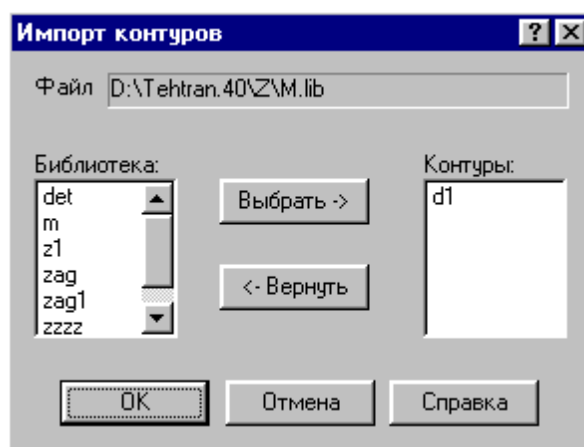 Импорт контуров
Файл D:\Tehtran.40\Z\M.lib
Библиотека:
Контуры:
det
m
z1
zag
zag1
zzzz
Выбрать ->
<- Вернуть
d1
OK
Отмена
Справка